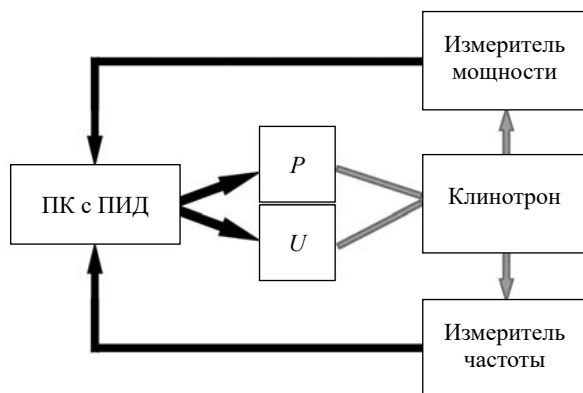 Измеритель
мощности
P
ПК с ПИД
Клинотрон
U
Измеритель
частоты